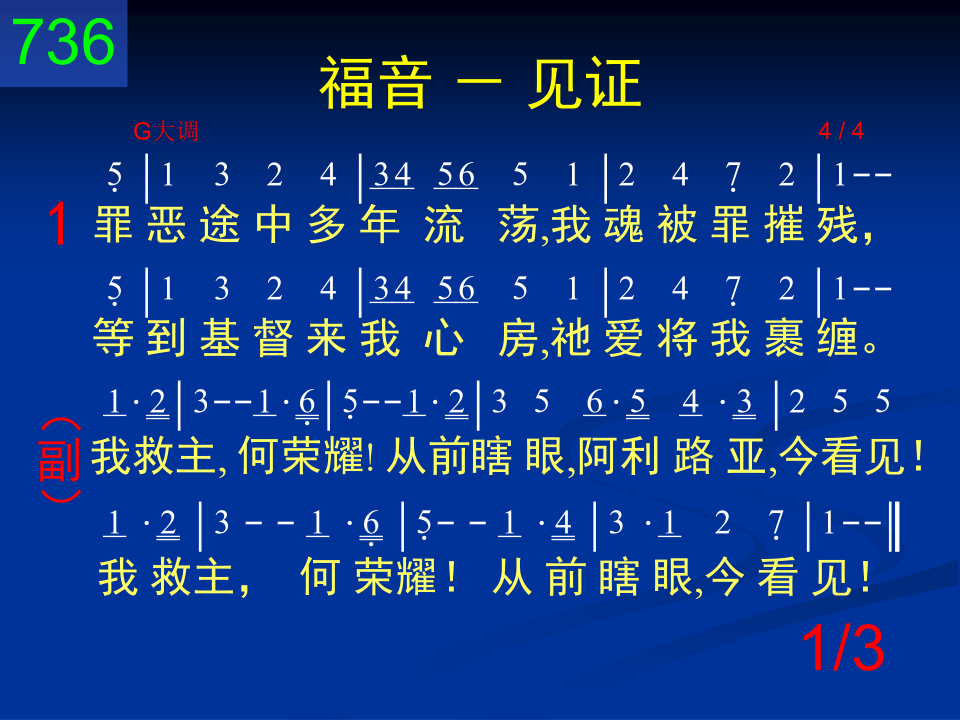 736
福音 － 见证
G大调 4 / 4
5̣ | 1 3 2 4 | 34 56 5 1 | 2 4 7̣ 2 | 1--
1 罪恶途中多年 流 荡,我魂被罪摧残，
5̣ | 1 3 2 4 | 34 56 5 1 | 2 4 7̣ 2 | 1--
等到基督来我 心 房,祂爱将我裹缠。
1·2 | 3--1·6̣ | 5̣--1·2 | 3 5 6·5 4·3 | 2 5 5
（副） 我救主, 何荣耀! 从前瞎 眼,阿利 路 亚,今看见！
1·2 | 3--1·6̣ | 5̣--1·4 | 3·1 2 7̣ | 1--‖
我 救主， 何 荣耀！ 从 前 瞎 眼,今 看 见！
1/3